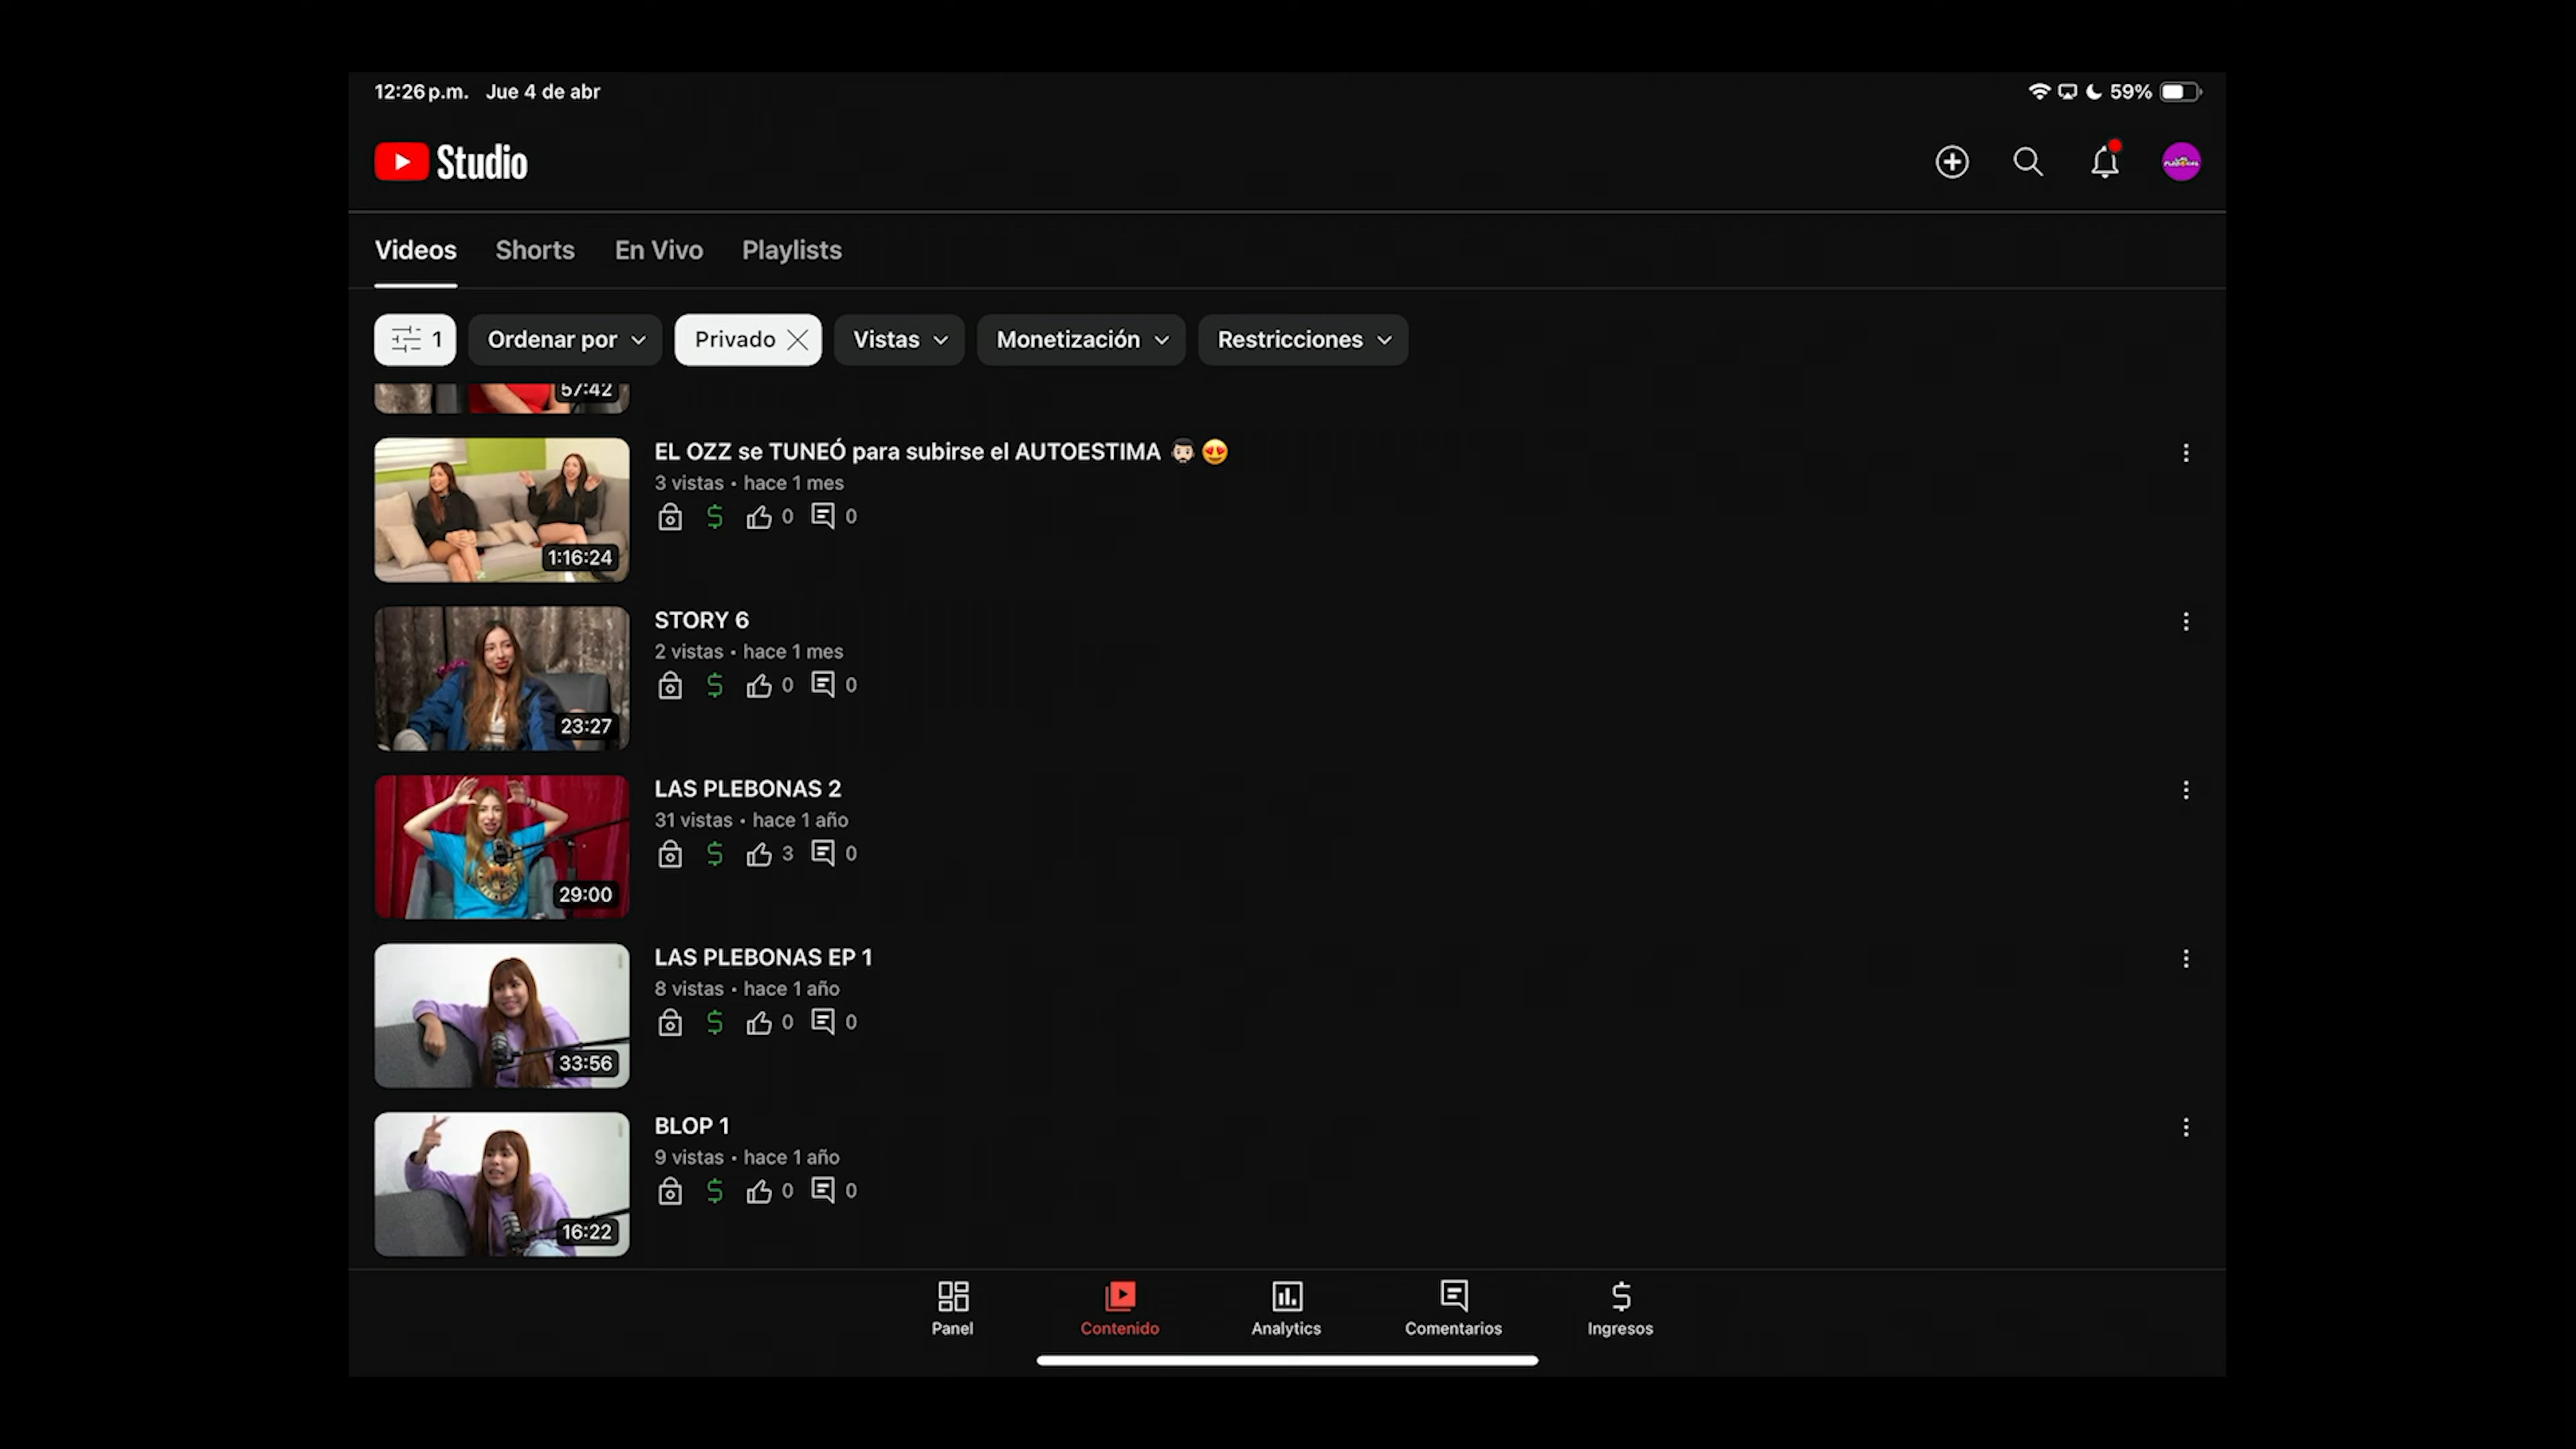 12:26 p.m. Jue 4 de abr
59%
Studio
Videos Shorts En Vivo Playlists
1 Ordenar por Privado Vistas Monetización Restricciones
57:42
EL OZZ se TUNEÓ para subirse el AUTOESTIMA 🧔🏻😍
3 vistas • hace 1 mes
0 0
1:16:24
STORY 6
2 vistas • hace 1 mes
0 0
23:27
LAS PLEBONAS 2
31 vistas • hace 1 año
3 0
29:00
LAS PLEBONAS EP 1
8 vistas • hace 1 año
0 0
33:56
BLOP 1
9 vistas • hace 1 año
0 0
16:22
Panel Contenido Analytics Comentarios Ingresos